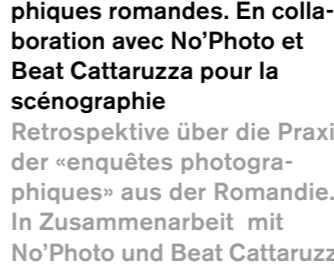 phiques romandes. En colla-
boration avec No’Photo et
Beat Cattaruzza pour la
scénographie
Retrospektive über die Praxi
der «enquêtes photogra-
phiques» aus der Romandie.
In Zusammenarbeit mit
No’Photo und Beat Cattaruzz